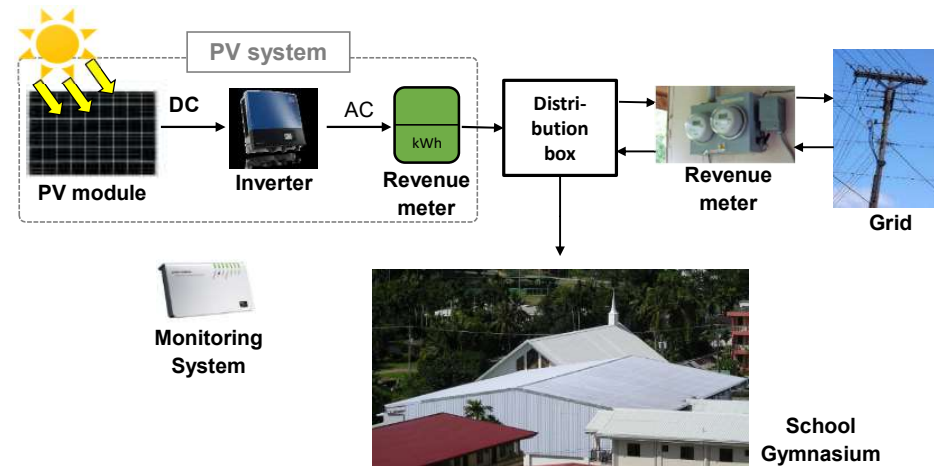 PV system
DC
AC
kWh
PV module
Inverter
Revenue
meter
Distri-
bution
box
Revenue
meter
Grid
Monitoring
System
School
Gymnasium